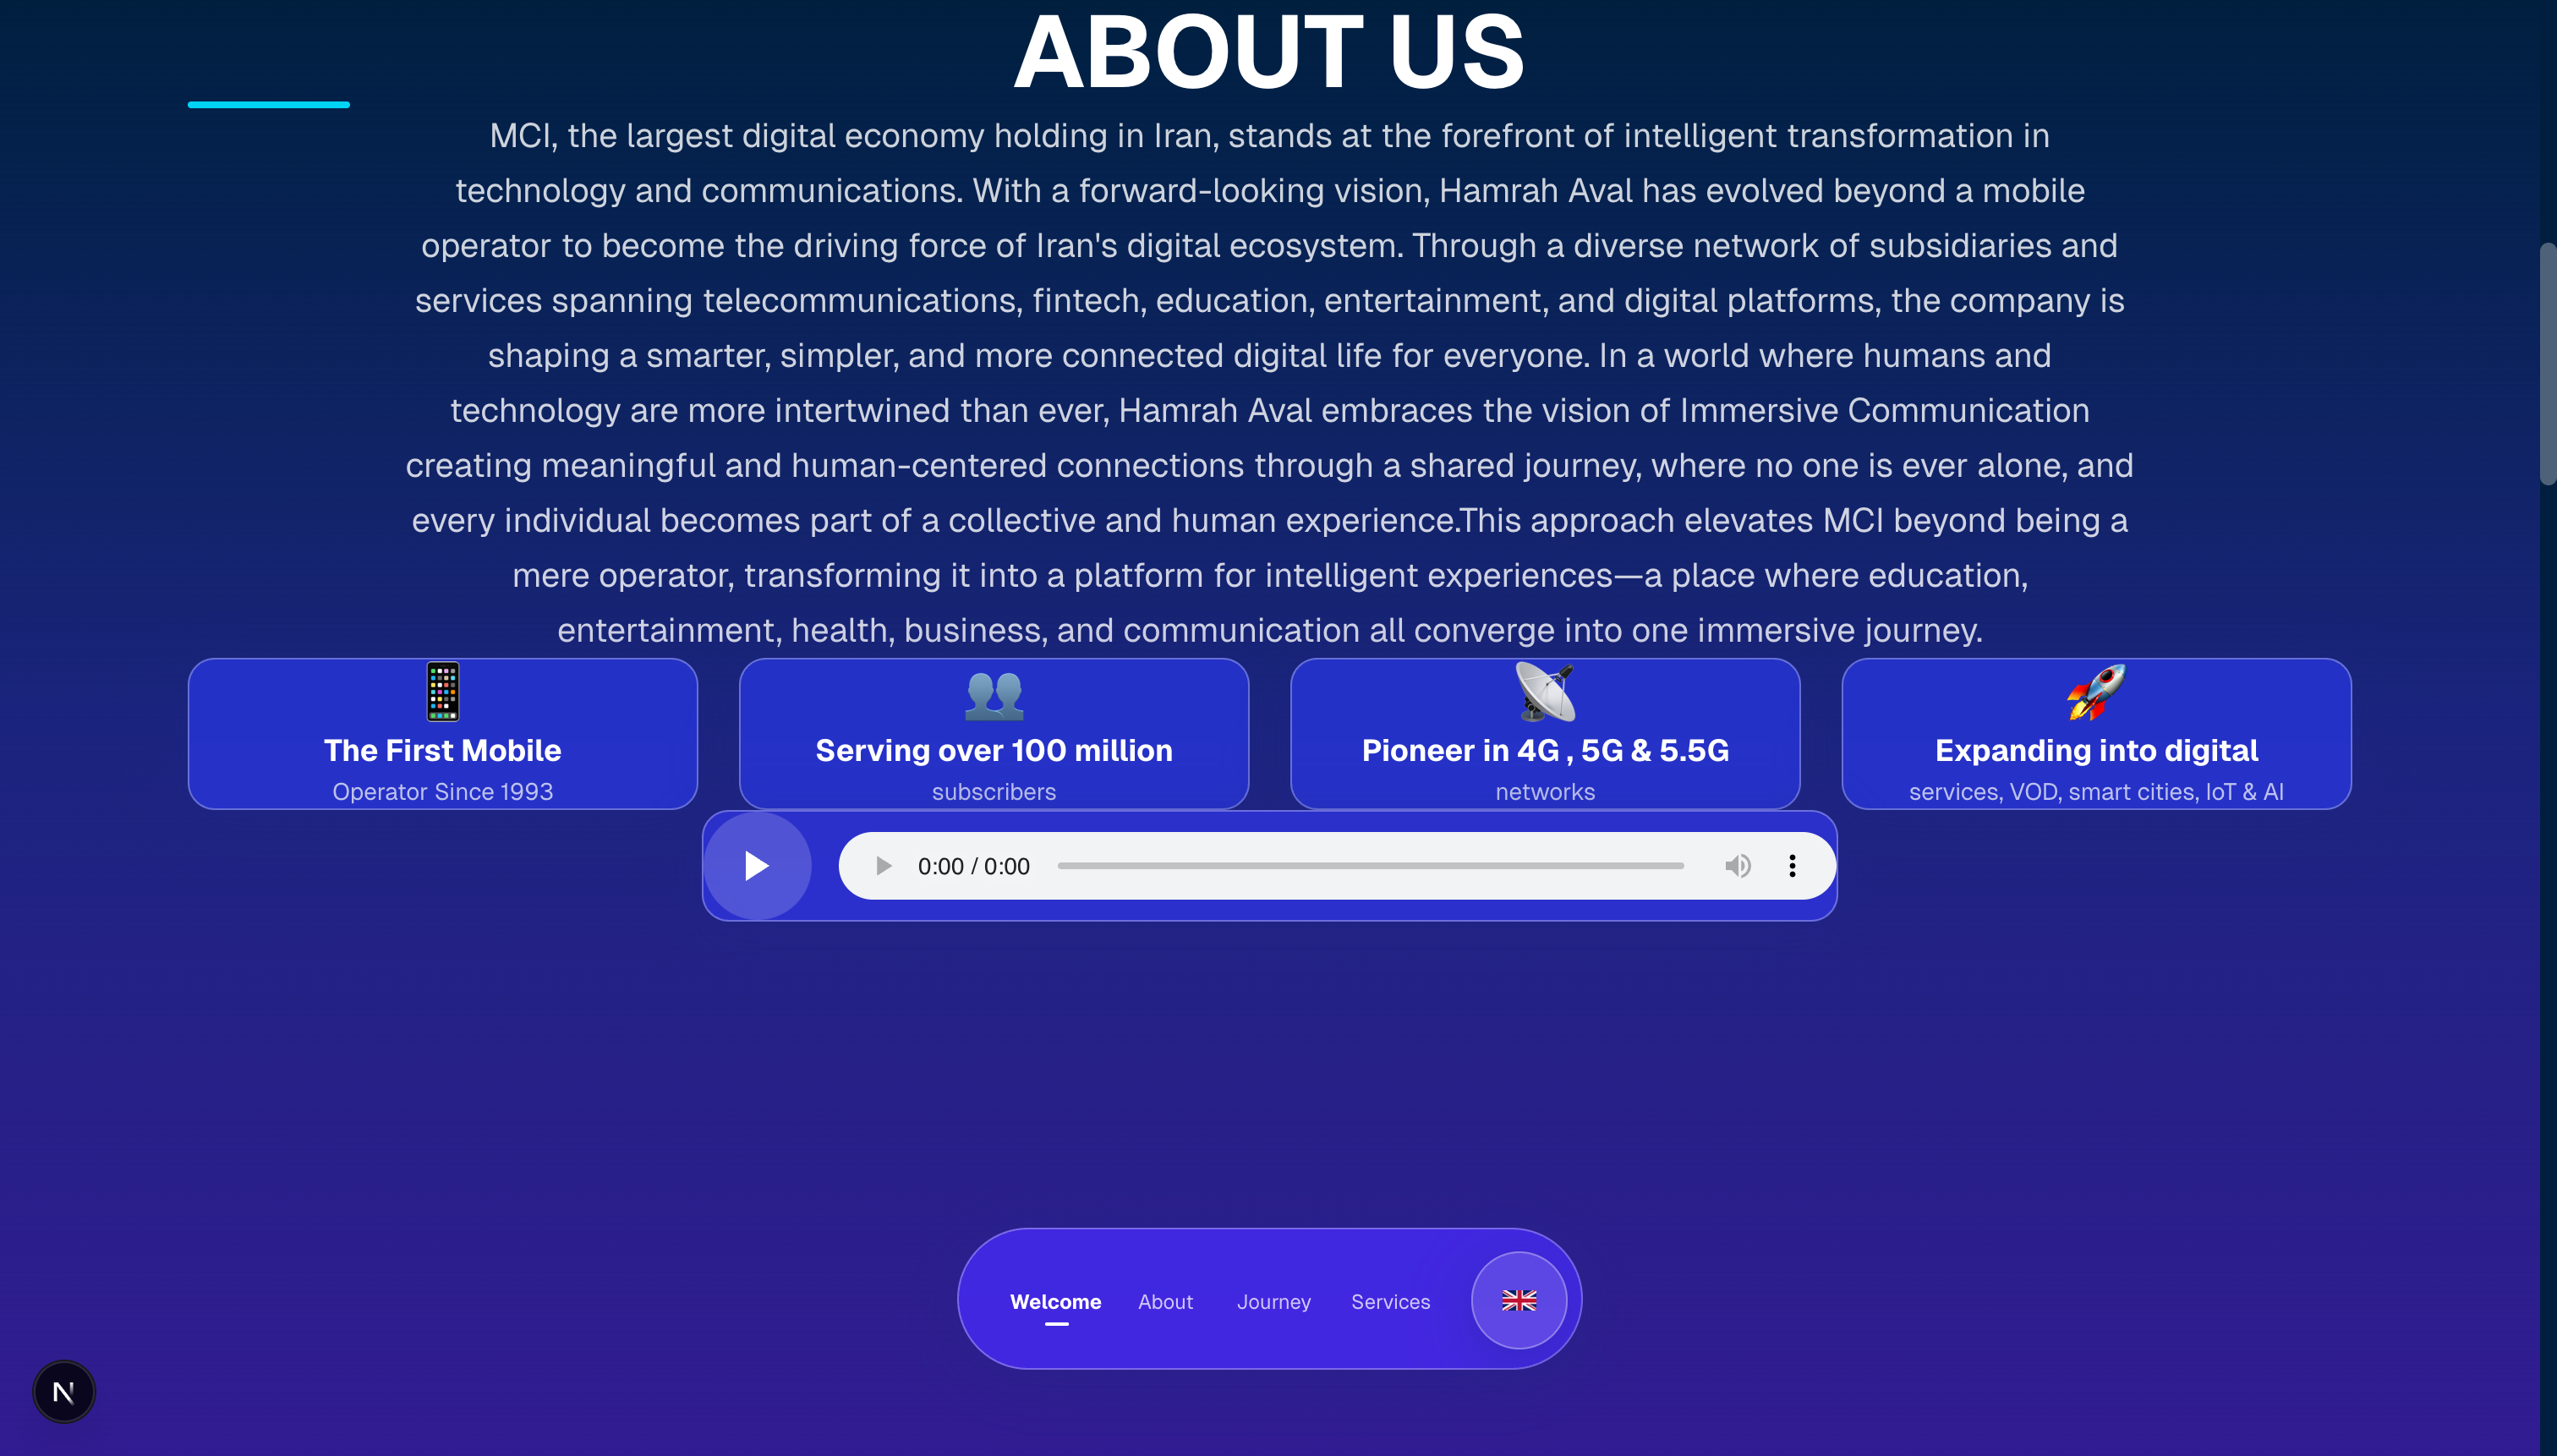 ABOUT US
MCI, the largest digital economy holding in Iran, stands at the forefront of intelligent transformation in
technology and communications. With a forward-looking vision, Hamrah Aval has evolved beyond a mobile
operator to become the driving force of Iran's digital ecosystem. Through a diverse network of subsidiaries and
services spanning telecommunications, fintech, education, entertainment, and digital platforms, the company is
shaping a smarter, simpler, and more connected digital life for everyone. In a world where humans and
technology are more intertwined than ever, Hamrah Aval embraces the vision of Immersive Communication
creating meaningful and human-centered connections through a shared journey, where no one is ever alone, and
every individual becomes part of a collective and human experience.This approach elevates MCI beyond being a
mere operator, transforming it into a platform for intelligent experiences—a place where education,
entertainment, health, business, and communication all converge into one immersive journey.
The First Mobile
Operator Since 1993
Serving over 100 million
subscribers
Pioneer in 4G , 5G & 5.5G
networks
Expanding into digital
services, VOD, smart cities, IoT & AI
0:00 / 0:00
Welcome About Journey Services
N